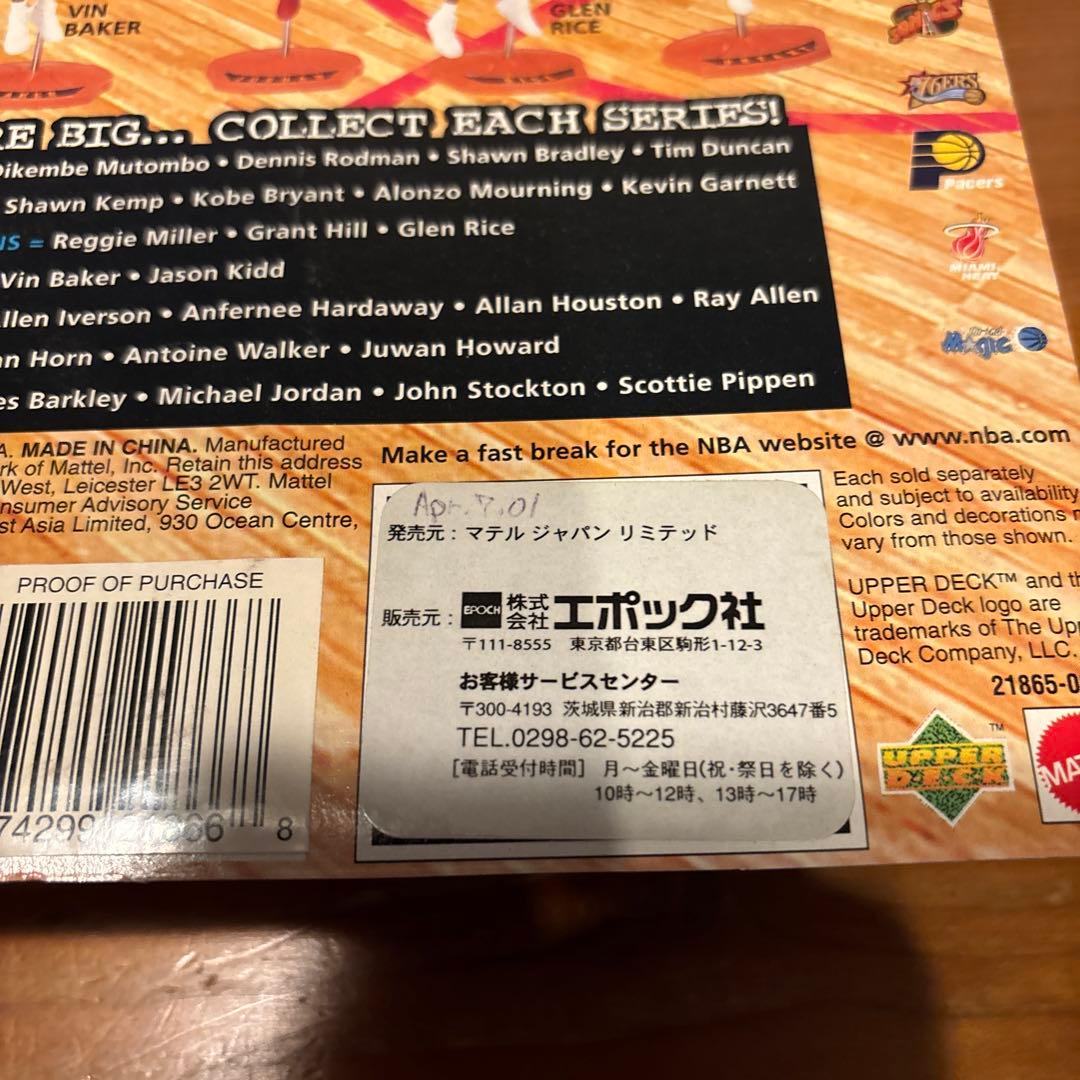 VIN
BAKER
GLEN
RICE
76ERS
BIG... COLLECT EACH SERIES!
Dikembe Mutombo • Dennis Rodman • Shawn Bradley • Tim Duncan
Shawn Kemp • Kobe Bryant • Alonzo Mourning • Kevin Garnett
= Reggie Miller • Grant Hill • Glen Rice
Vin Baker • Jason Kidd
Iverson • Anfernee Hardaway • Allan Houston • Ray Allen
Horn • Antoine Walker • Juwan Howard
Barkley • Michael Jordan • John Stockton • Scottie Pippen
Pacers
MIAMI
HEAT
Magic
MADE IN CHINA. Manufactured
of Mattel, Inc. Retain this address
West, Leicester LE3 2WT. Mattel
Advisory Service
Asia Limited, 930 Ocean Centre,
Make a fast break for the NBA website @ www.nba.com
Each sold separately
and subject to availability
Colors and decorations
vary from those shown.
UPPER DECK™ and
Upper Deck logo are
trademarks of The
Deck Company, LLC.
21865-0
UPPER
DECK
TM
PROOF OF PURCHASE
8
Apr. 7. 01
発売元：マテル ジャパン リミテッド
販売元：EPOCH 株式会社 エポック社
〒111-8555 東京都台東区駒形1-12-3
お客様サービスセンター
〒300-4193 茨城県新治郡新治村藤沢3647番5
TEL.0298-62-5225
［電話受付時間］ 月〜金曜日(祝・祭日を除く)
10時〜12時、13時〜17時